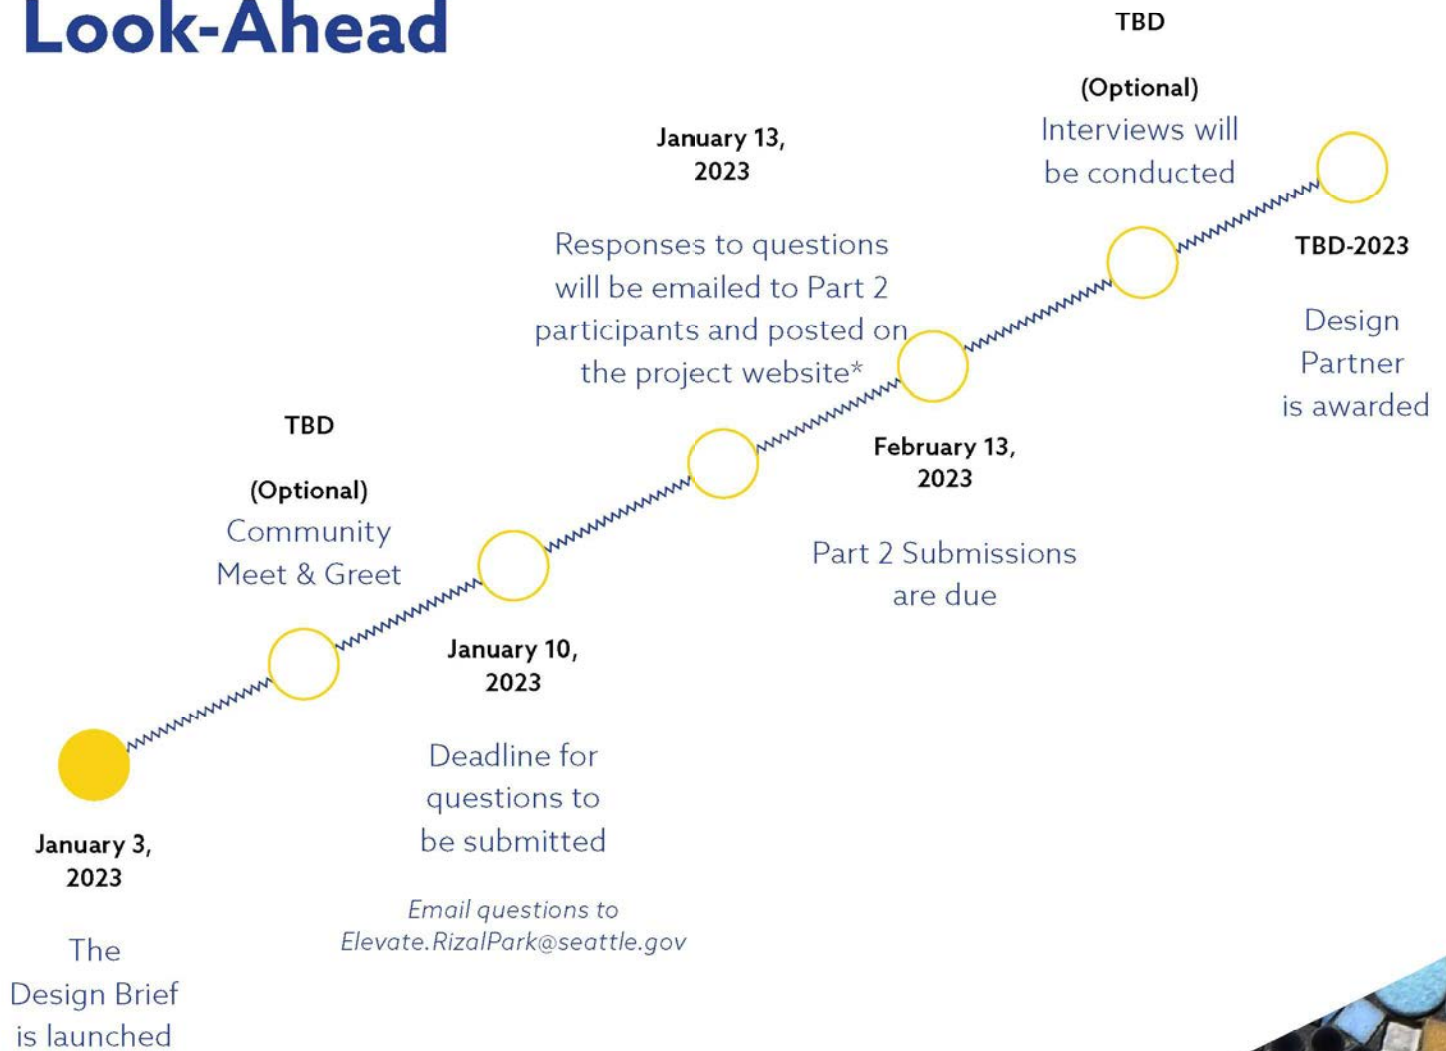 Look-Ahead
January 3,
2023
The
Design Brief
is launched
TBD
(Optional)
Community
Meet & Greet
January 10,
2023
Deadline for
questions to
be submitted
Email questions to
Elevate.RizalPark@seattle.gov
January 13,
2023
Responses to questions
will be emailed to Part 2
participants and posted on
the project website*
February 13,
2023
Part 2 Submissions
are due
TBD
(Optional)
Interviews will
be conducted
TBD-2023
Design
Partner
is awarded